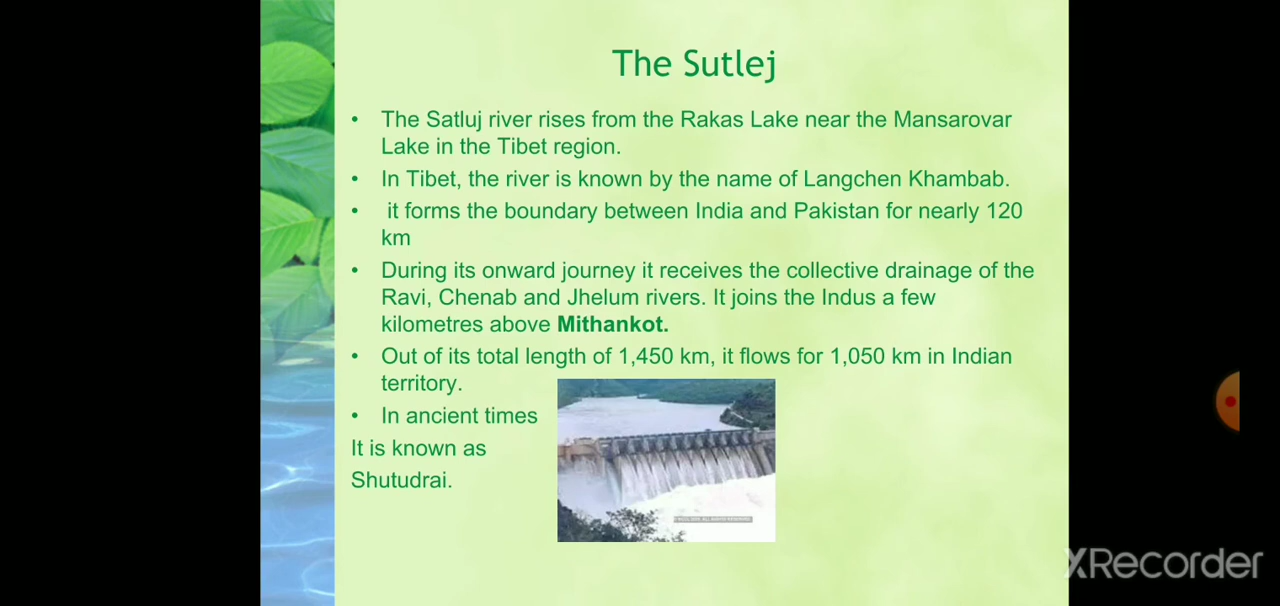 The Sutlej
• The Satluj river rises from the Rakas Lake near the Mansarovar
Lake in the Tibet region.
• In Tibet, the river is known by the name of Langchen Khambab.
• it forms the boundary between India and Pakistan for nearly 120
km
• During its onward journey it receives the collective drainage of the
Ravi, Chenab and Jhelum rivers. It joins the Indus a few
kilometres above Mithankot.
• Out of its total length of 1,450 km, it flows for 1,050 km in Indian
territory.
• In ancient times
It is known as
Shutudrai.
XRecorder